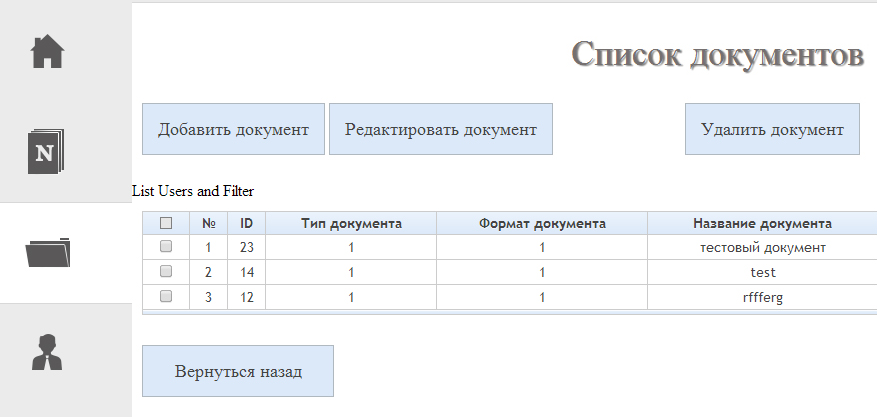 Список документов
N
Добавить документ Редактировать документ Удалить документ
List Users and Filter
№ ID Тип документа Формат документа Название документа
1 23 1 1 тестовый документ
2 14 1 1 test
3 12 1 1 rffferg
Вернуться назад